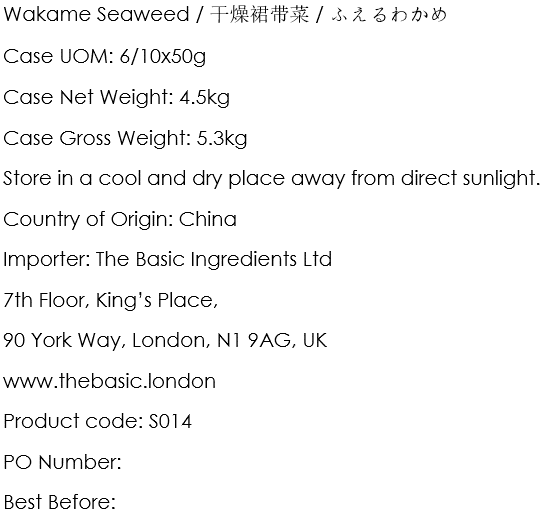 Wakame Seaweed / 干燥裙带菜 / ふえるわかめ
Case UOM: 6/10x50g
Case Net Weight: 4.5kg
Case Gross Weight: 5.3kg
Store in a cool and dry place away from direct sunlight.
Country of Origin: China
Importer: The Basic Ingredients Ltd
7th Floor, King’s Place,
90 York Way, London, N1 9AG, UK
www.thebasic.london
Product code: S014
PO Number:
Best Before: